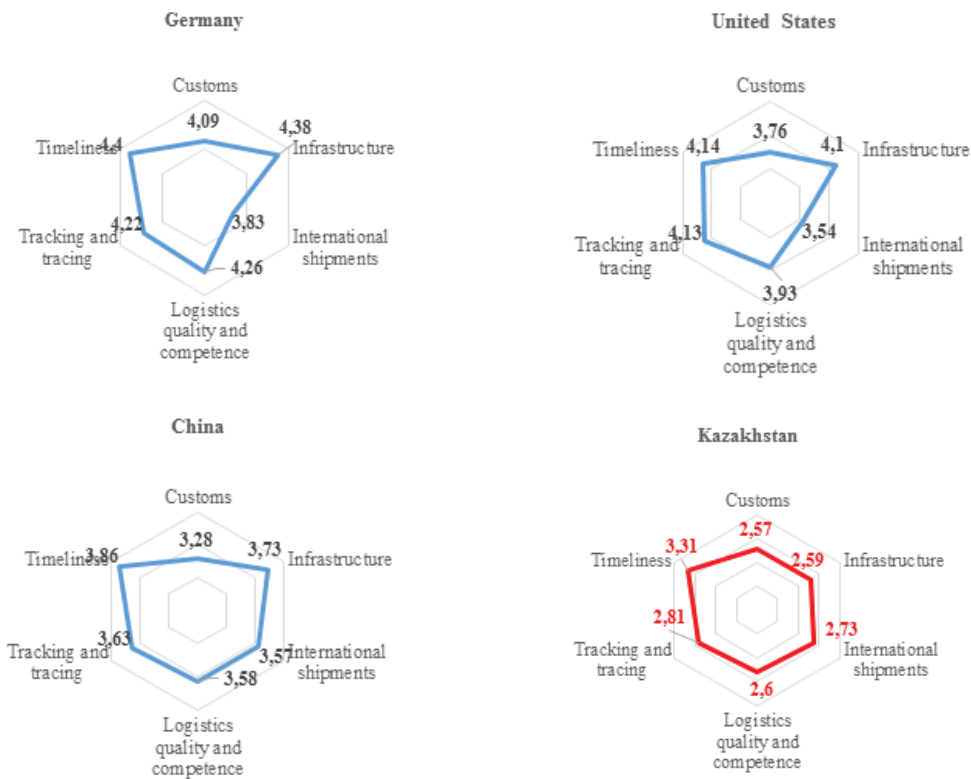 Germany
Customs
4,09
4,38
Timeliness
4,4
Infrastructure
4,22
3,83
Tracking and
tracing
International
shipments
4,26
Logistics
quality and
competence
United States
Customs
3,76
4,14
4,1
Timeliness
Infrastructure
4,13
3,54
Tracking and
tracing
International
shipments
3,93
Logistics
quality and
competence
China
Customs
3,28
3,73
Timeliness
3,86
Infrastructure
3,63
Tracking and
tracing
3,57
International
shipments
3,58
Logistics
quality and
competence
Kazakhstan
Customs
2,57
3,31
2,59
Timeliness
Infrastructure
2,81
2,73
Tracking and
tracing
International
shipments
2,6
Logistics
quality and
competence